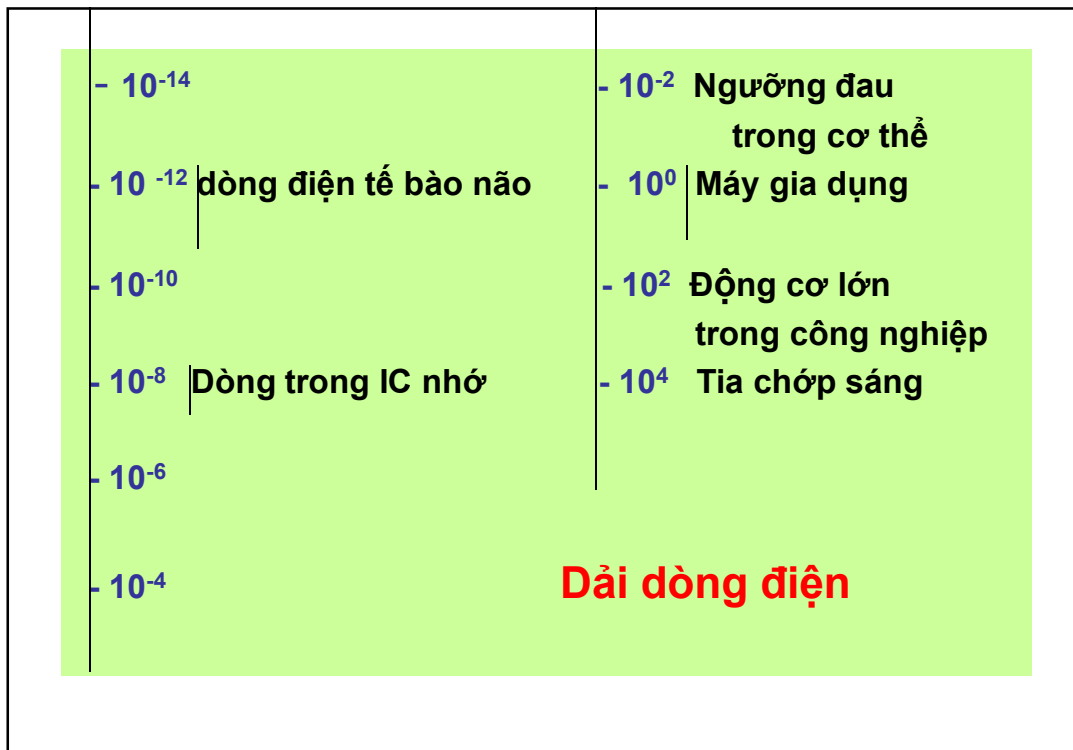 - 10⁻¹⁴
- 10 ⁻¹² dòng điện tế bào não
- 10⁻¹⁰
- 10⁻⁸ Dòng trong IC nhớ
- 10⁻⁶
- 10⁻⁴
- 10⁻² Ngưỡng đau
trong cơ thể
- 10⁰ Máy gia dụng
- 10² Động cơ lớn
trong công nghiệp
- 10⁴ Tia chớp sáng
Dải dòng điện